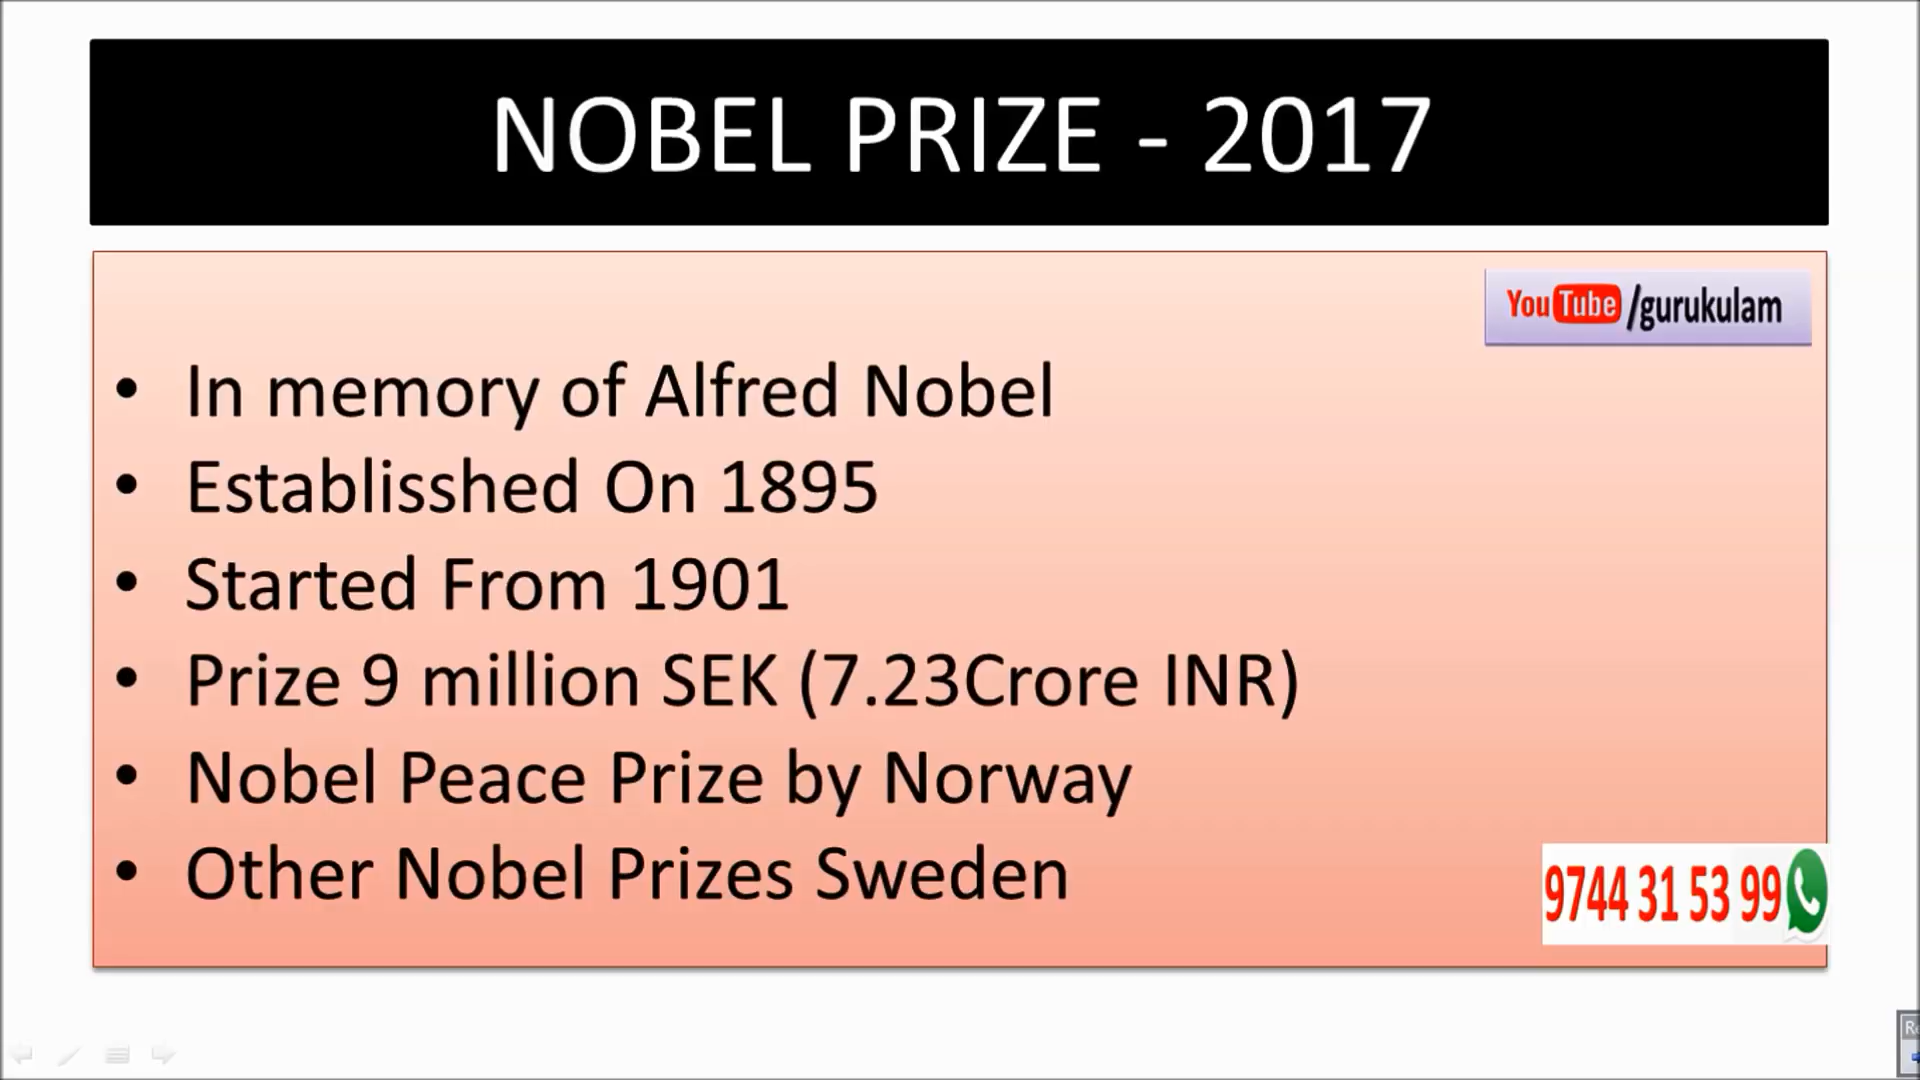 NOBEL PRIZE - 2017
YouTube /gurukulam
• In memory of Alfred Nobel
• Establisshed On 1895
• Started From 1901
• Prize 9 million SEK (7.23Crore INR)
• Nobel Peace Prize by Norway
• Other Nobel Prizes Sweden
9744 31 53 99